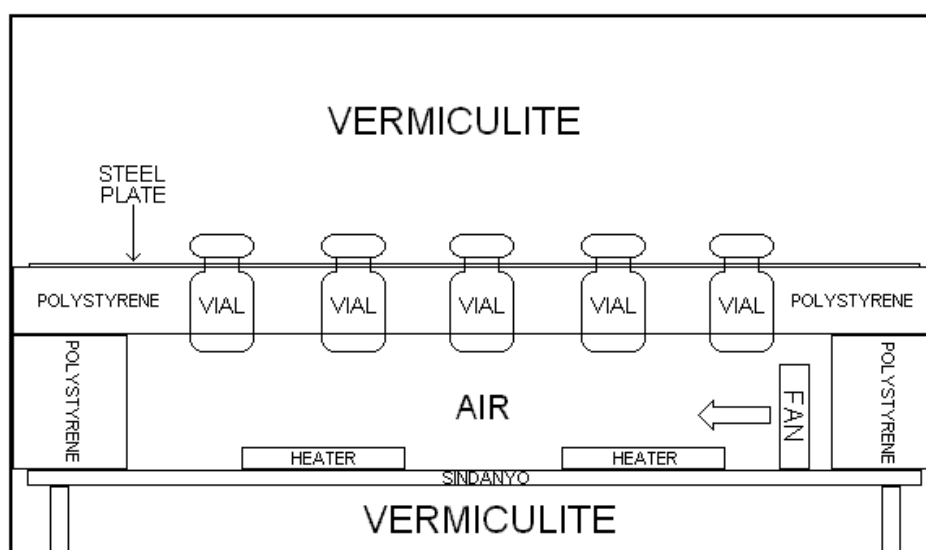 VERMICULITE
STEEL
PLATE
POLYSTYRENE
VIAL
VIAL
VIAL
VIAL
VIAL
POLYSTYRENE
POLYSTYRENE
AIR
FAN
POLYSTYRENE
HEATER
HEATER
SINDANYO
VERMICULITE